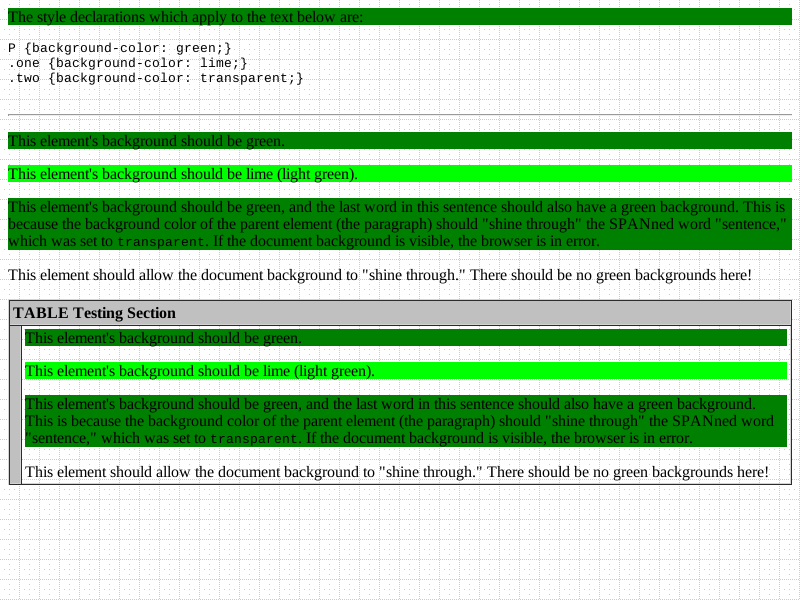 The style declarations which apply to the text below are:
P {background-color: green;}
.one {background-color: lime;}
.two {background-color: transparent;}
This element's background should be green.
This element's background should be lime (light green).
This element's background should be green, and the last word in this sentence should also have a green background. This is
because the background color of the parent element (the paragraph) should "shine through" the SPANned word "sentence,"
which was set to transparent. If the document background is visible, the browser is in error.
This element should allow the document background to "shine through." There should be no green backgrounds here!
TABLE Testing Section
This element's background should be green.
This element's background should be lime (light green).
This element's background should be green, and the last word in this sentence should also have a green background.
This is because the background color of the parent element (the paragraph) should "shine through" the SPANned word
"sentence," which was set to transparent. If the document background is visible, the browser is in error.
This element should allow the document background to "shine through." There should be no green backgrounds here!